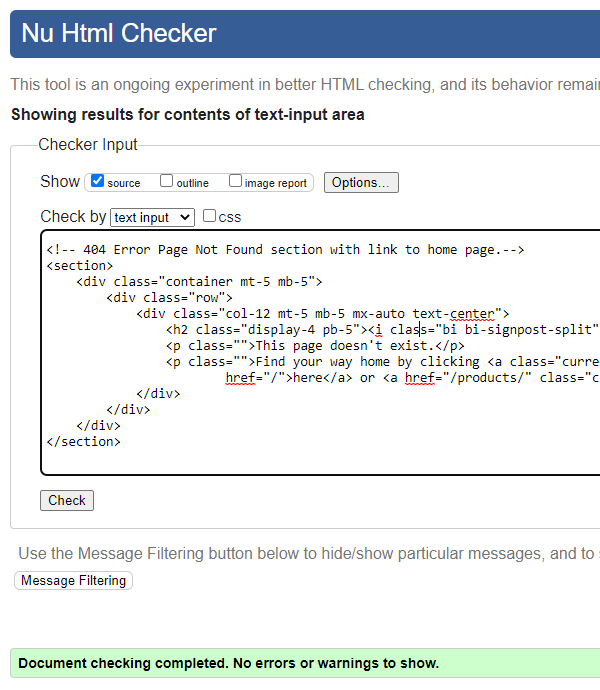 Nu Html Checker
This tool is an ongoing experiment in better HTML checking, and its behavior remai
Showing results for contents of text-input area
Checker Input
Show source outline image report Options...
Check by text input css
<!-- 404 Error Page Not Found section with link to home page.-->
<section>
    <div class="container mt-5 mb-5">
        <div class="row">
            <div class="col-12 mt-5 mb-5 mx-auto text-center">
                <h2 class="display-4 pb-5"><i class="bi bi-signpost-split"
                <p class="">This page doesn't exist.</p>
                <p class="">Find your way home by clicking <a class="curre
                        href="/">here</a> or <a href="/products/" class="c
            </div>
        </div>
    </div>
</section>
Check
Use the Message Filtering button below to hide/show particular messages, and to
Message Filtering
Document checking completed. No errors or warnings to show.